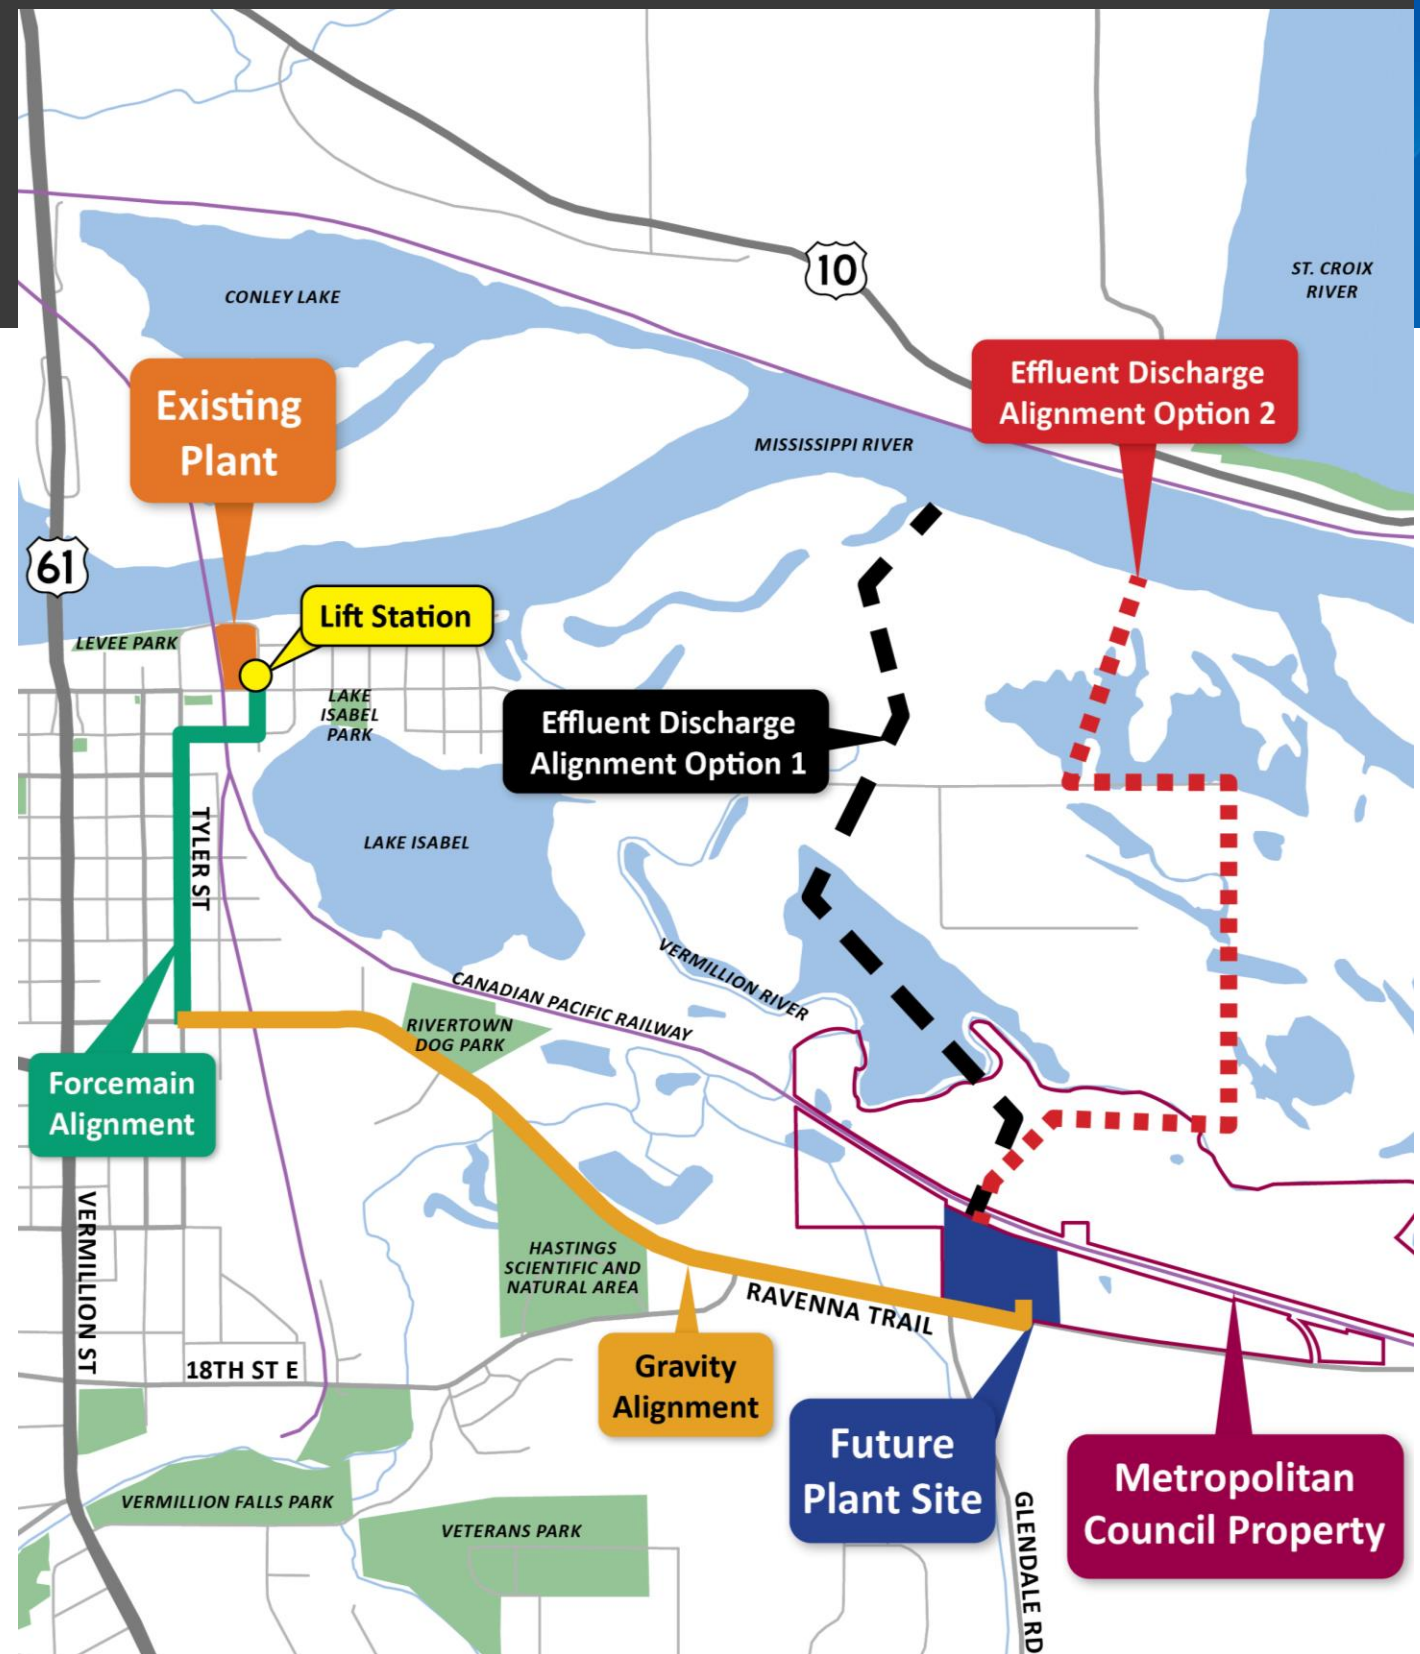 ST. CROIX
RIVER
10
CONLEY LAKE
Effluent Discharge
Alignment Option 2
Existing
Plant
MISSISSIPPI RIVER
61
Lift Station
LEVEE PARK
LAKE
ISABEL
PARK
Effluent Discharge
Alignment Option 1
TYLER ST
LAKE ISABEL
VERMILLION RIVER
CANADIAN PACIFIC RAILWAY
RIVERTOWN
DOG PARK
Forcemain
Alignment
VERMILLION ST
HASTINGS
SCIENTIFIC AND
NATURAL AREA
RAVENNA TRAIL
18TH ST E
Gravity
Alignment
Future
Plant Site
Metropolitan
Council Property
VERMILLION FALLS PARK
VETERANS PARK
GLENDALE RD